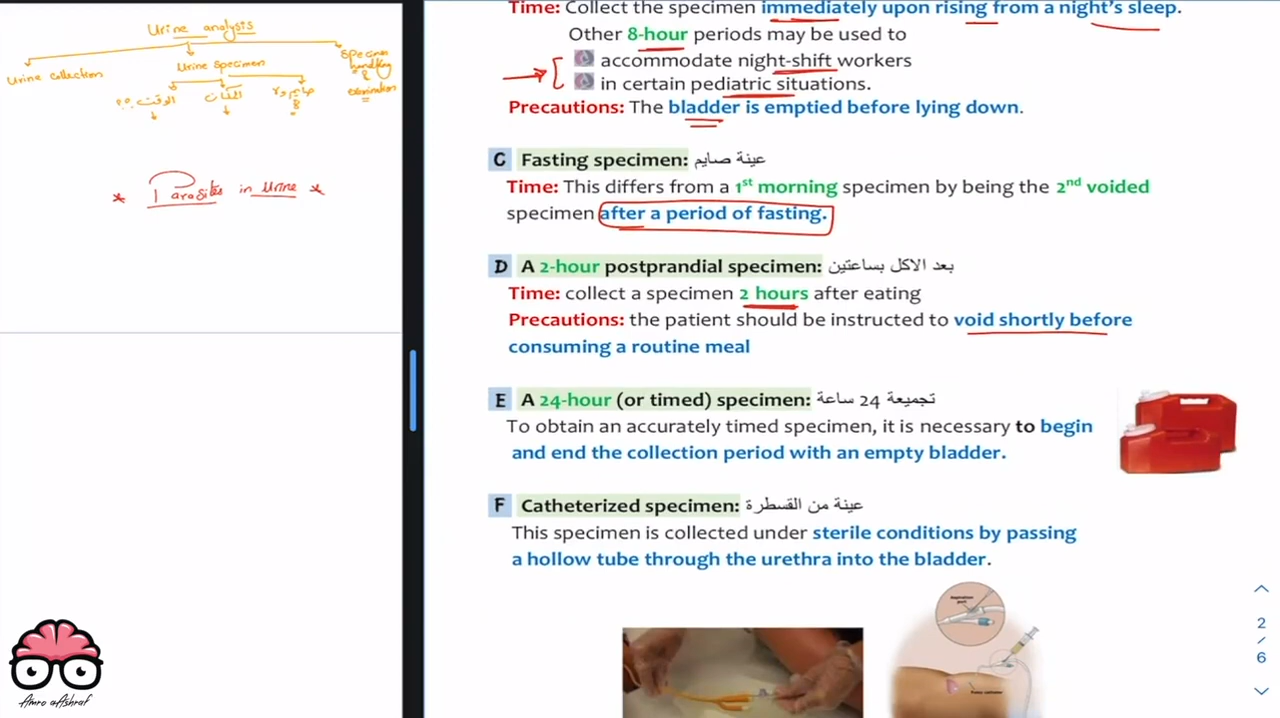 Urine analysis
Urine collection
Urine specimen
specimen handling & examination
الوقت ؟؟
المكان
* Parasites in Urine *
Amro aAshraf
Time: Collect the specimen immediately upon rising from a night's sleep.
Other 8-hour periods may be used to
accommodate night-shift workers
in certain pediatric situations.
Precautions: The bladder is emptied before lying down.
C Fasting specimen: عينة صايم
Time: This differs from a 1st morning specimen by being the 2nd voided
specimen after a period of fasting.
D A 2-hour postprandial specimen: بعد الاكل بساعتين
Time: collect a specimen 2 hours after eating
Precautions: the patient should be instructed to void shortly before
consuming a routine meal
E A 24-hour (or timed) specimen: تجميعة 24 ساعة
To obtain an accurately timed specimen, it is necessary to begin
and end the collection period with an empty bladder.
F Catheterized specimen: عينة من القسطرة
This specimen is collected under sterile conditions by passing
a hollow tube through the urethra into the bladder.
Aspiration
port
Foley catheter
2
/
6